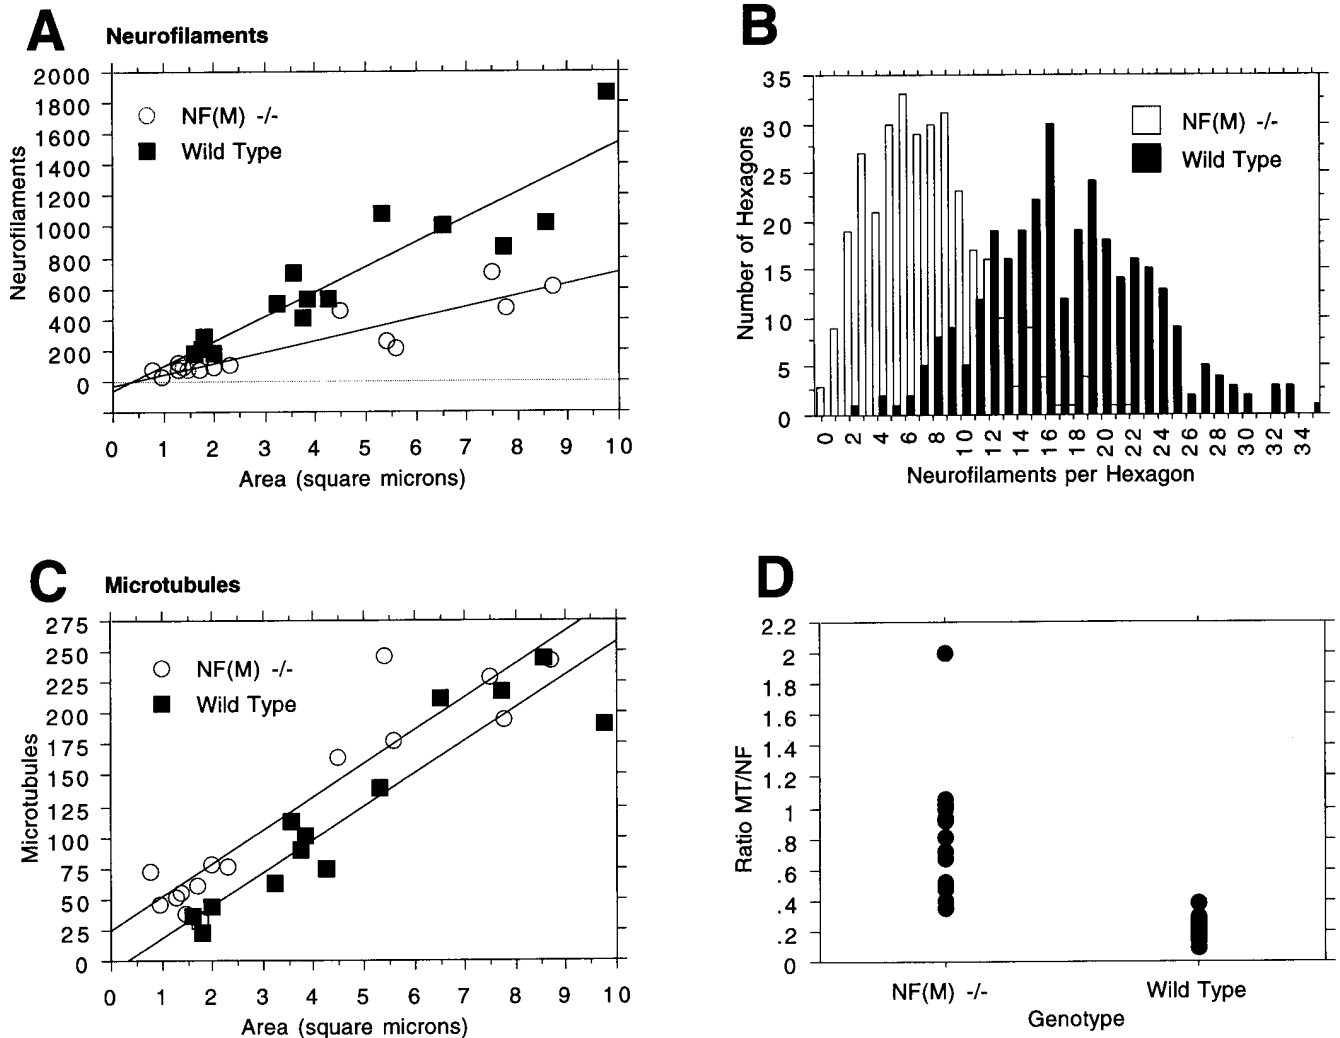 A
Neurofilaments
2000
1800
1600
1400
1200
1000
800
600
400
200
0
Neurofilaments
NF(M) -/-
Wild Type
0 1 2 3 4 5 6 7 8 9 10
Area (square microns)
B
35
30
25
20
15
10
5
0
Number of Hexagons
NF(M) -/-
Wild Type
0 2 4 6 8 10 12 14 16 18 20 22 24 26 28 30 32 34
Neurofilaments per Hexagon
C
Microtubules
275
250
225
200
175
150
125
100
75
50
25
0
Microtubules
NF(M) -/-
Wild Type
0 1 2 3 4 5 6 7 8 9 10
Area (square microns)
D
2.2
2
1.8
1.6
1.4
1.2
1
.8
.6
.4
.2
0
Ratio MT/NF
NF(M) -/- Wild Type
Genotype